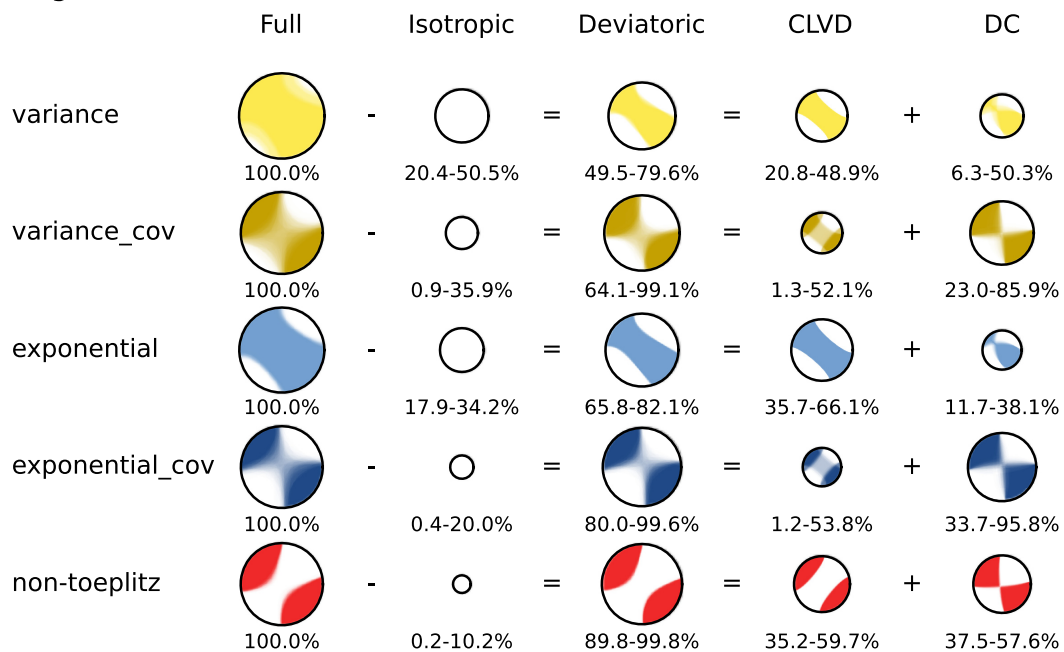 Full Isotropic Deviatoric CLVD DC
variance - = = +
100.0% 20.4-50.5% 49.5-79.6% 20.8-48.9% 6.3-50.3%
variance_cov - = = +
100.0% 0.9-35.9% 64.1-99.1% 1.3-52.1% 23.0-85.9%
exponential - = = +
100.0% 17.9-34.2% 65.8-82.1% 35.7-66.1% 11.7-38.1%
exponential_cov - = = +
100.0% 0.4-20.0% 80.0-99.6% 1.2-53.8% 33.7-95.8%
non-toeplitz - = = +
100.0% 0.2-10.2% 89.8-99.8% 35.2-59.7% 37.5-57.6%